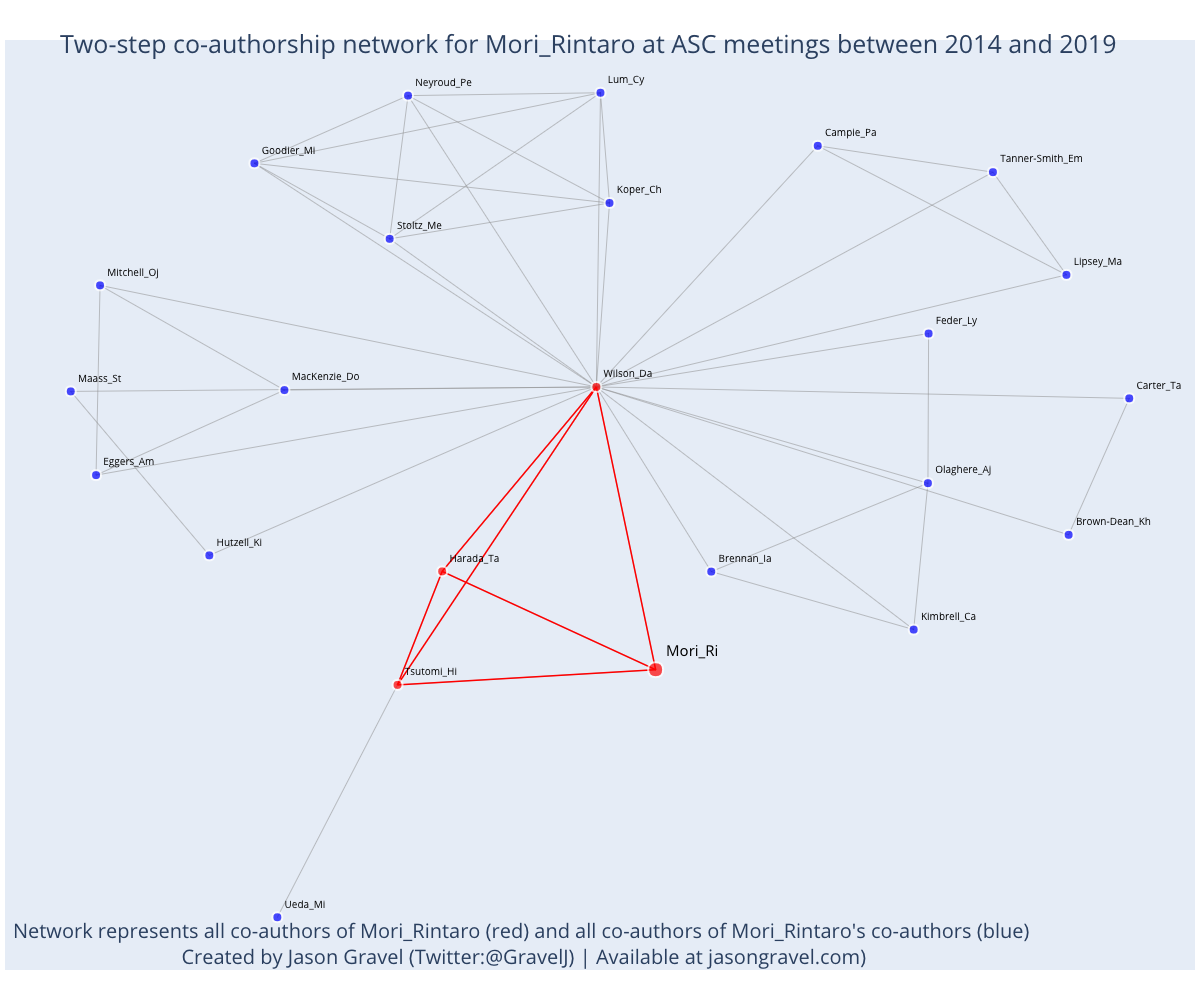 Two-step co-authorship network for Mori_Rintaro at ASC meetings between 2014 and 2019
Neyroud_Pe
Lum_Cy
Campie_Pa
Goodier_Mi
Tanner-Smith_Em
Koper_Ch
Stoltz_Me
Lipsey_Ma
Mitchell_Oj
Feder_Ly
Wilson_Da
Maass_St
MacKenzie_Do
Carter_Ta
Eggers_Am
Olaghere_Aj
Brown-Dean_Kh
Hutzell_Ki
Harada_Ta
Brennan_Ia
Kimbrell_Ca
Mori_Ri
Tsutomi_Hi
Ueda_Mi
Network represents all co-authors of Mori_Rintaro (red) and all co-authors of Mori_Rintaro's co-authors (blue)
Created by Jason Gravel (Twitter:@GravelJ) | Available at jasongravel.com)